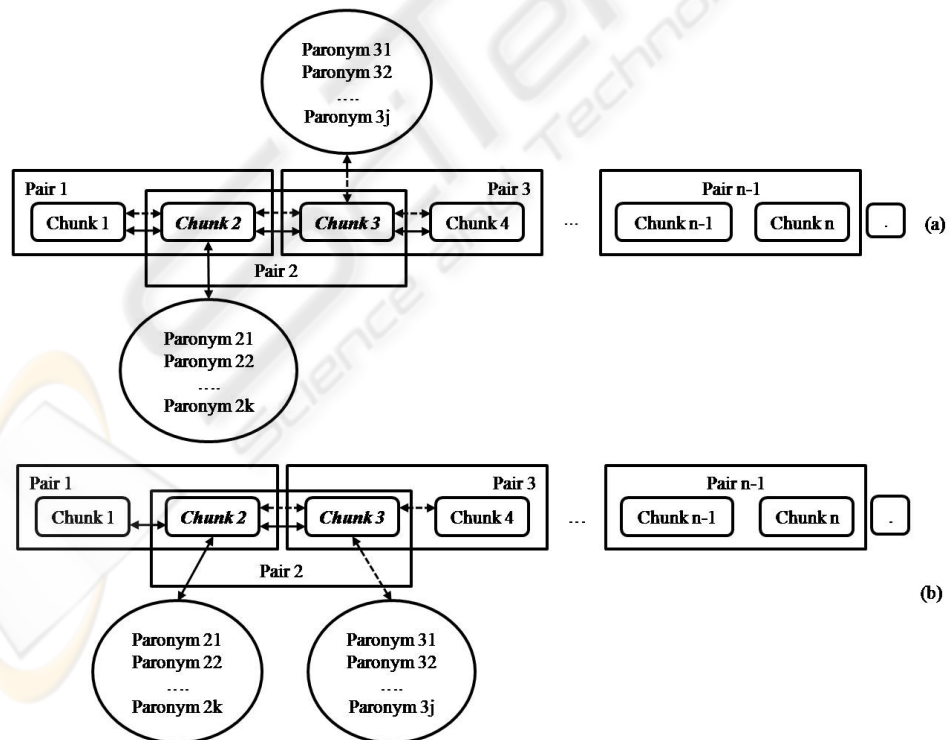 Paronym 31
Paronym 32
....
Paronym 3j
Pair 1
Pair 3
Pair n-1
Chunk 1
Chunk 2
Chunk 3
Chunk 4
...
Chunk n-1
Chunk n
.
(a)
Pair 2
Paronym 21
Paronym 22
....
Paronym 2k
Pair 1
Pair 3
Pair n-1
Chunk 1
Chunk 2
Chunk 3
Chunk 4
...
Chunk n-1
Chunk n
.
Pair 2
(b)
Paronym 21
Paronym 22
....
Paronym 2k
Paronym 31
Paronym 32
....
Paronym 3j